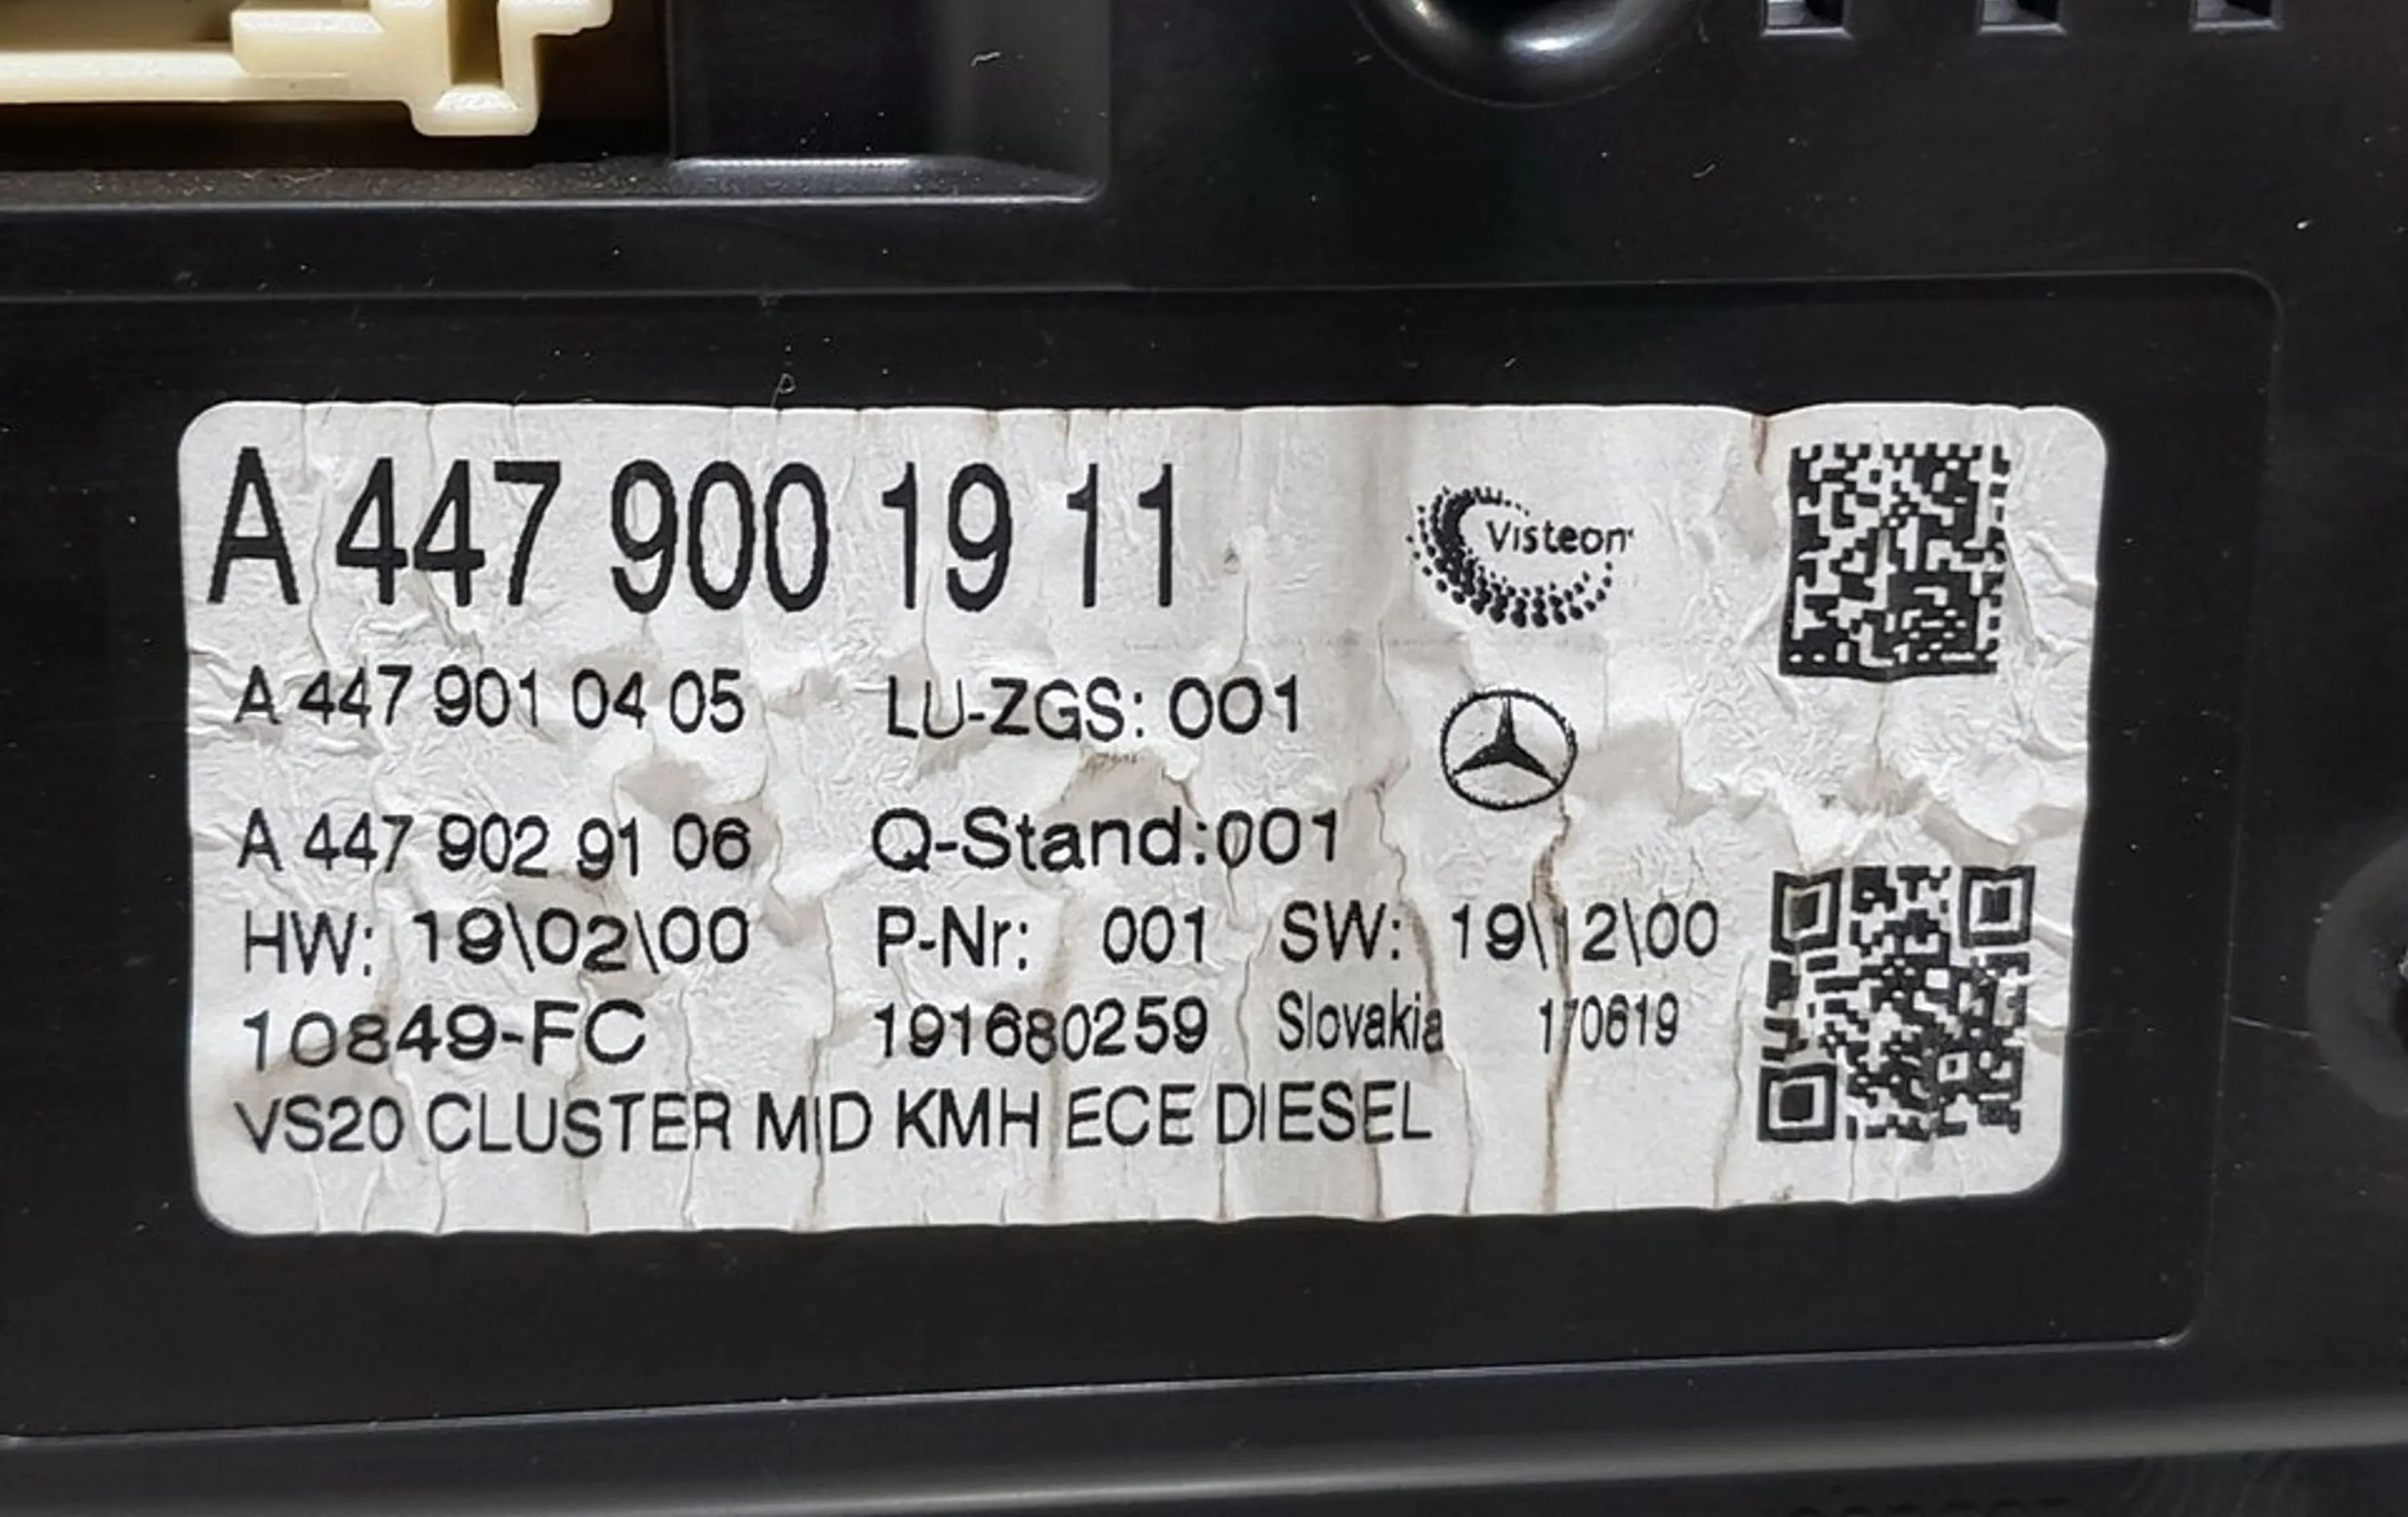 A 447 900 19 11
Visteon
A 447 901 04 05 LU-ZGS: 001
A 447 902 91 06 Q-Stand:001
HW: 19\02\00 P-Nr: 001 SW: 19\12\00
10849-FC 191680259 Slovakia 170619
VS20 CLUSTER MID KMH ECE DIESEL